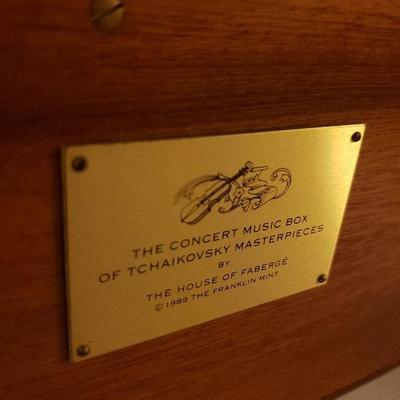 THE CONCERT MUSIC BOX
OF TCHAIKOVSKY MASTERPIECES
BY
THE HOUSE OF FABERGÉ
© 1989 THE FRANKLIN MINT